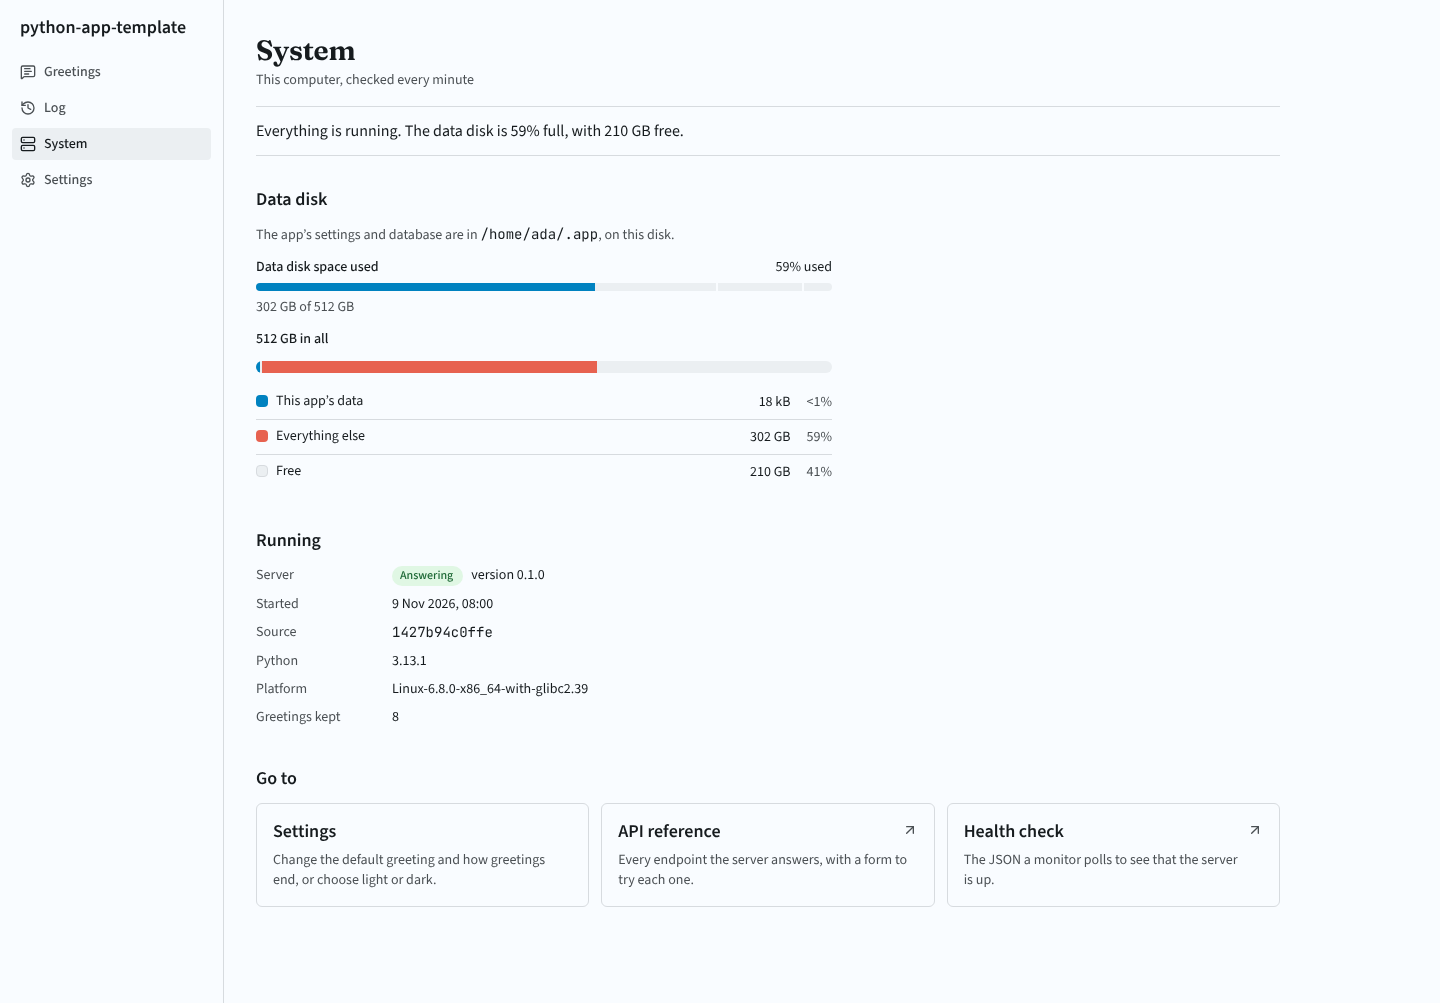 python-app-template
Greetings
Log
System
Settings
System
This computer, checked every minute
Everything is running. The data disk is 59% full, with 210 GB free.
Data disk
The app’s settings and database are in /home/ada/.app, on this disk.
Data disk space used 59% used
302 GB of 512 GB
512 GB in all
This app’s data 18 kB <1%
Everything else 302 GB 59%
Free 210 GB 41%
Running
Server Answering version 0.1.0
Started 9 Nov 2026, 08:00
Source 1427b94c0ffe
Python 3.13.1
Platform Linux-6.8.0-x86_64-with-glibc2.39
Greetings kept 8
Go to
Settings
Change the default greeting and how greetings
end, or choose light or dark.
API reference
Every endpoint the server answers, with a form to
try each one.
Health check
The JSON a monitor polls to see that the server
is up.